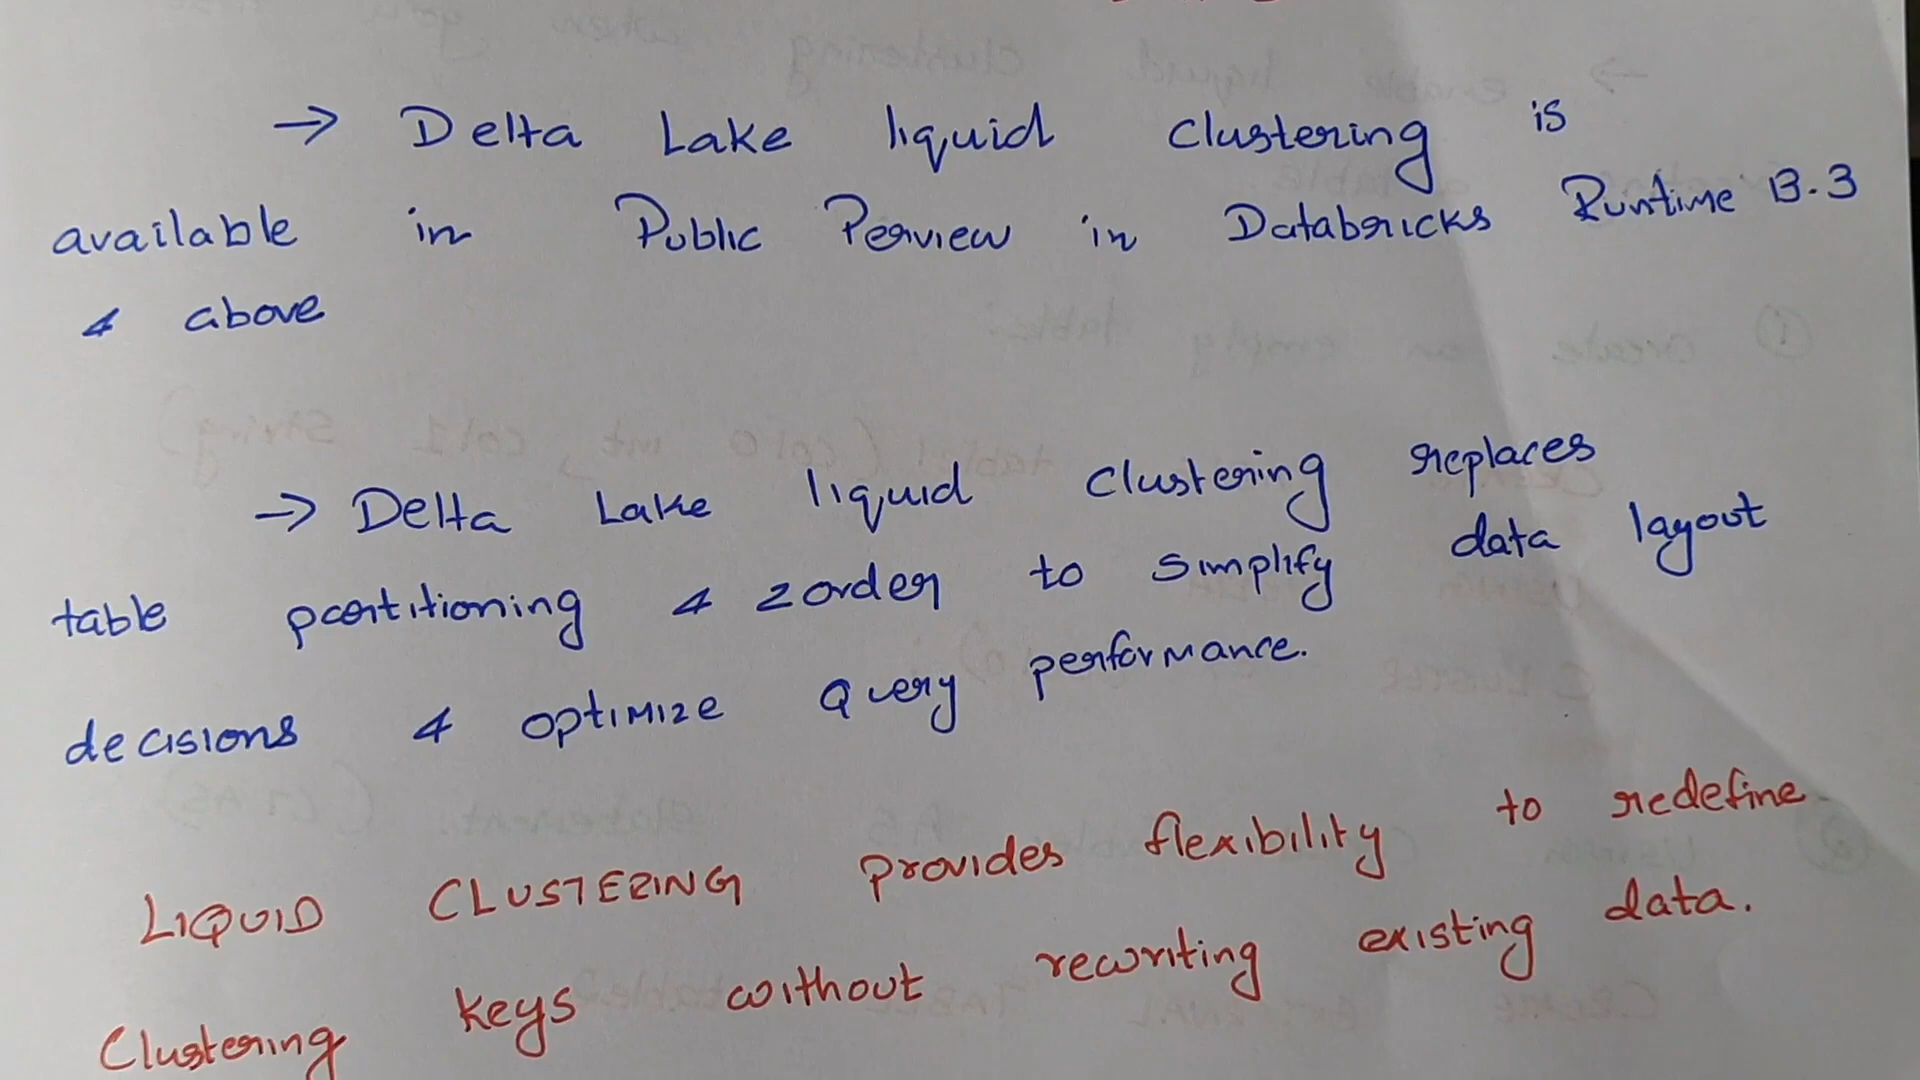 → Delta Lake liquid clustering is
available in Public Perview in Databricks Runtime 13.3
& above
→ Delta Lake liquid clustering replaces
table partitioning & zorder to simplify data layout
decisions & optimize query performance.
LIQUID CLUSTERING provides flexibility to redefine
Clustering keys without rewriting existing data.